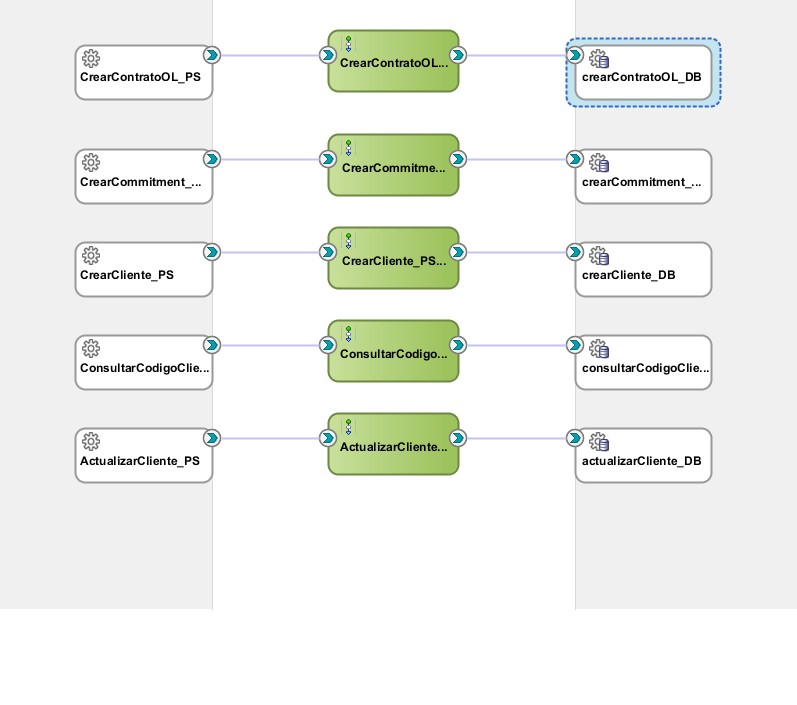 CrearContratoOL_PS
CrearContratoOL...
crearContratoOL_DB
CrearCommitment_...
CrearCommitme...
crearCommitment_...
CrearCliente_PS
CrearCliente_PS...
crearCliente_DB
ConsultarCodigoClie...
ConsultarCodigo...
consultarCodigoClie...
ActualizarCliente_PS
ActualizarCliente...
actualizarCliente_DB